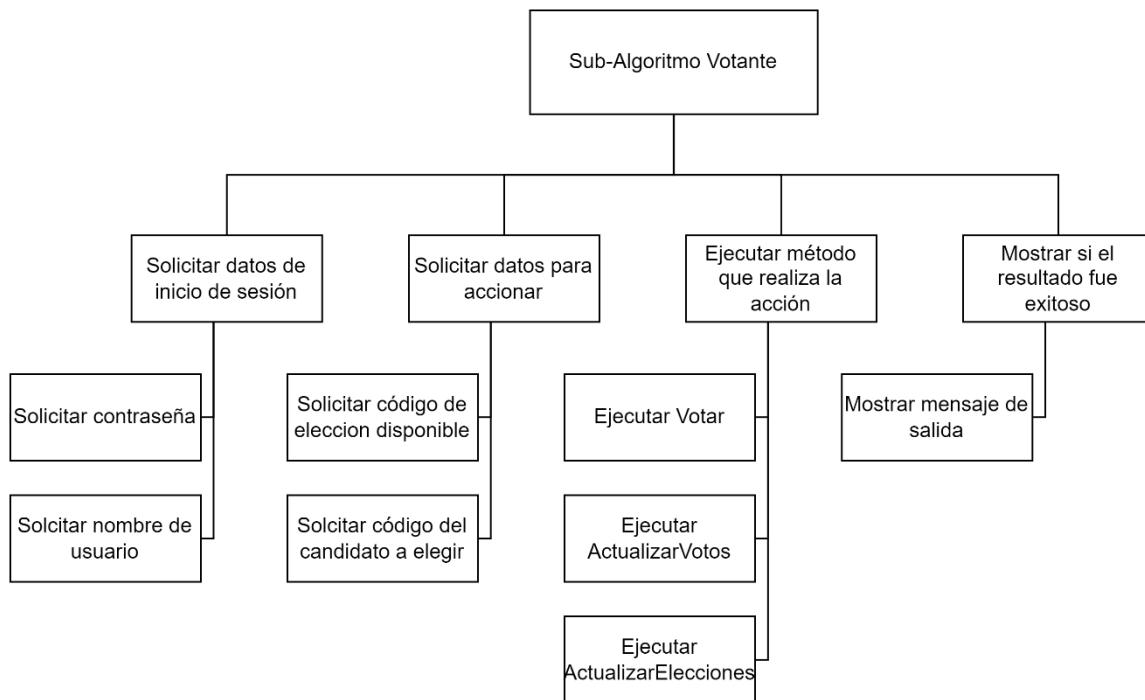 Sub-Algoritmo Votante
Solicitar datos de
inicio de sesión
Solicitar datos para
accionar
Ejecutar método
que realiza la
acción
Mostrar si el
resultado fue
exitoso
Solicitar contraseña
Solicitar código de
eleccion disponible
Ejecutar Votar
Mostrar mensaje de
salida
Solcitar nombre de
usuario
Solcitar código del
candidato a elegir
Ejecutar
ActualizarVotos
Ejecutar
ActualizarElecciones